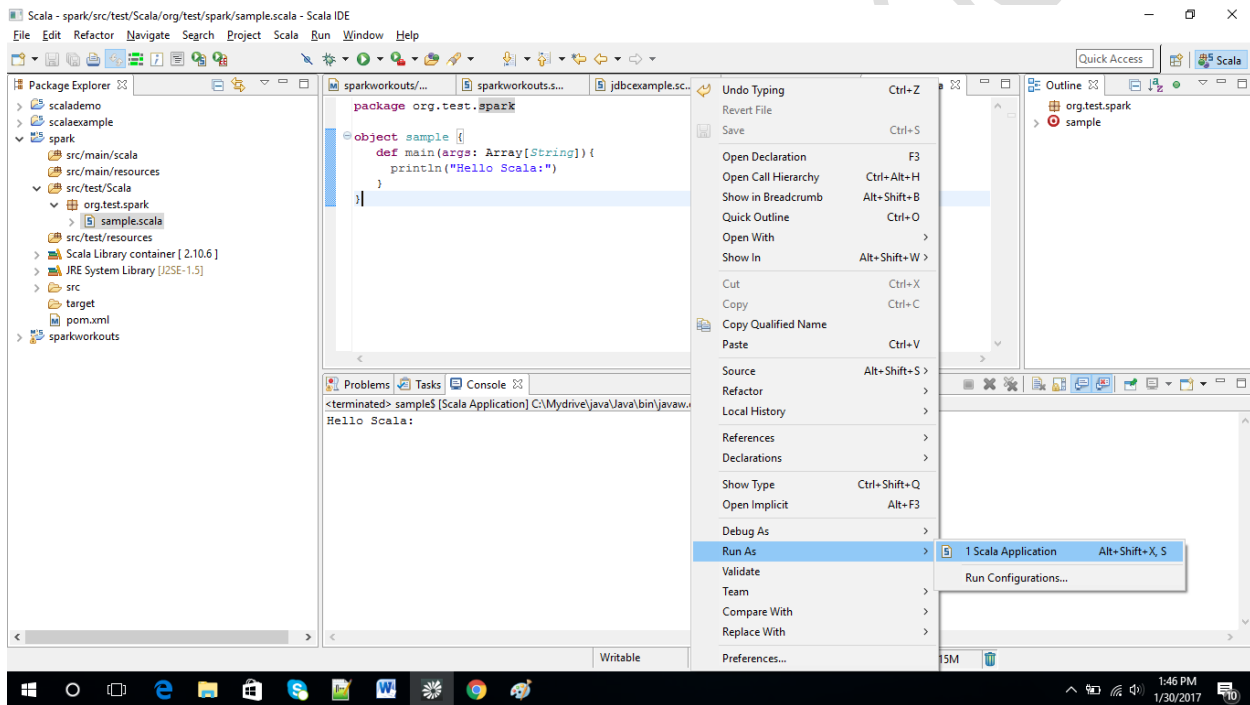 Scala - spark/src/test/Scala/org/test/spark/sample.scala - Scala IDE
File Edit Refactor Navigate Search Project Scala Run Window Help
Quick Access
Scala
Package Explorer
scalademo
scalaexample
spark
src/main/scala
src/main/resources
src/test/Scala
org.test.spark
sample.scala
src/test/resources
Scala Library container [ 2.10.6 ]
JRE System Library [J2SE-1.5]
src
target
pom.xml
sparkworkouts
sparkworkouts/...
sparkworkouts.s...
jdbcexample.sc..
package org.test.spark
object sample {
def main(args: Array[String]){
println("Hello Scala:")
}
}
Undo Typing Ctrl+Z
Revert File
Save Ctrl+S
Open Declaration F3
Open Call Hierarchy Ctrl+Alt+H
Show in Breadcrumb Alt+Shift+B
Quick Outline Ctrl+O
Open With
Show In Alt+Shift+W
Cut Ctrl+X
Copy Ctrl+C
Copy Qualified Name
Paste Ctrl+V
Source Alt+Shift+S
Refactor
Local History
References
Declarations
Show Type Ctrl+Shift+Q
Open Implicit Alt+F3
Debug As
Run As
Validate
Team
Compare With
Replace With
Preferences...
1 Scala Application Alt+Shift+X, S
Run Configurations...
Outline
org.test.spark
sample
Problems Tasks Console
<terminated> sample$ [Scala Application] C:\Mydrive\java\Java\bin\javaw.
Hello Scala:
Writable
15M
1:46 PM
1/30/2017
10